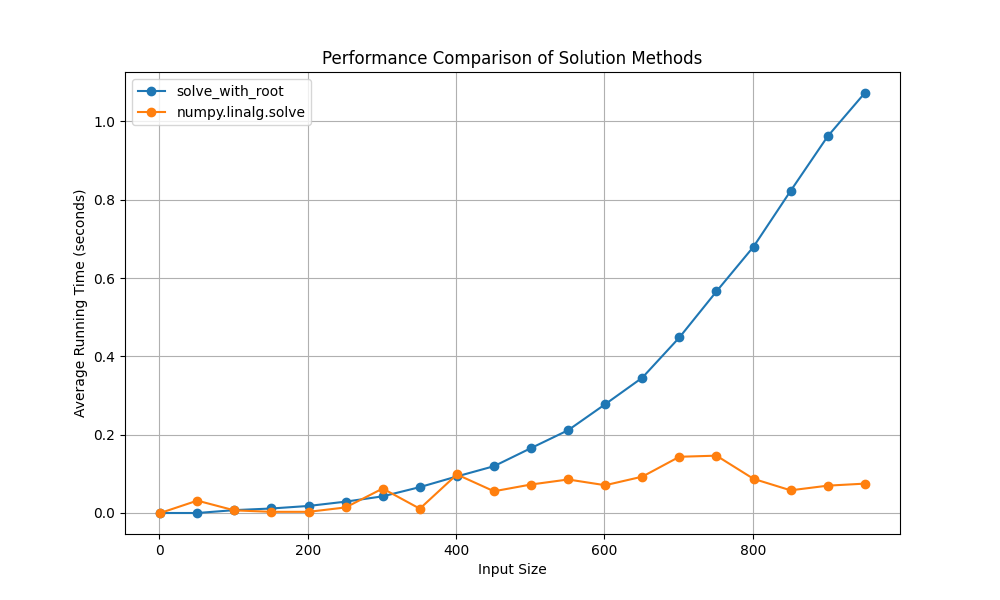 Performance Comparison of Solution Methods
solve_with_root
numpy.linalg.solve
Average Running Time (seconds)
1.0
0.8
0.6
0.4
0.2
0.0
0 200 400 600 800
Input Size